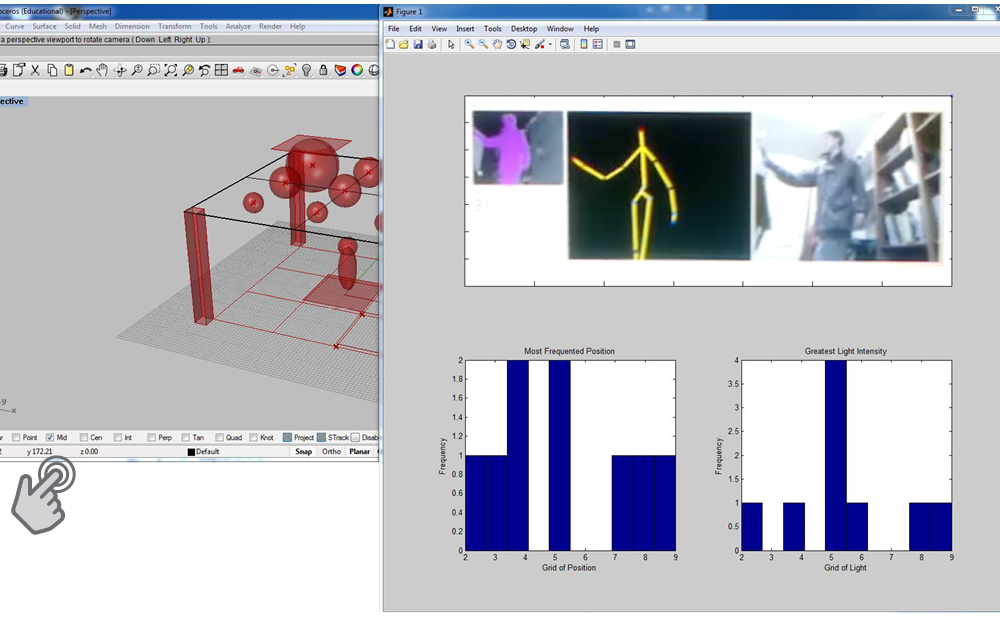 oceros (Educational) - [Perspective]
Curve Surface Solid Mesh Dimension Transform Tools Analyze Render Help
a perspective viewport to rotate camera ( Down Left Right Up ):
ective
y
x
Point Mid Cen Int Perp Tan Quad Knot Project STrack Disab
y 172.21 z 0.00 Default Snap Ortho Planar
Figure 1
File Edit View Insert Tools Desktop Window Help
Most Frequented Position
2
1.8
1.6
1.4
1.2
1
0.8
0.6
0.4
0.2
0
Frequency
2 3 4 5 6 7 8 9
Grid of Position
Greatest Light Intensity
4
3.5
3
2.5
2
1.5
1
0.5
0
Frequency
2 3 4 5 6 7 8 9
Grid of Light